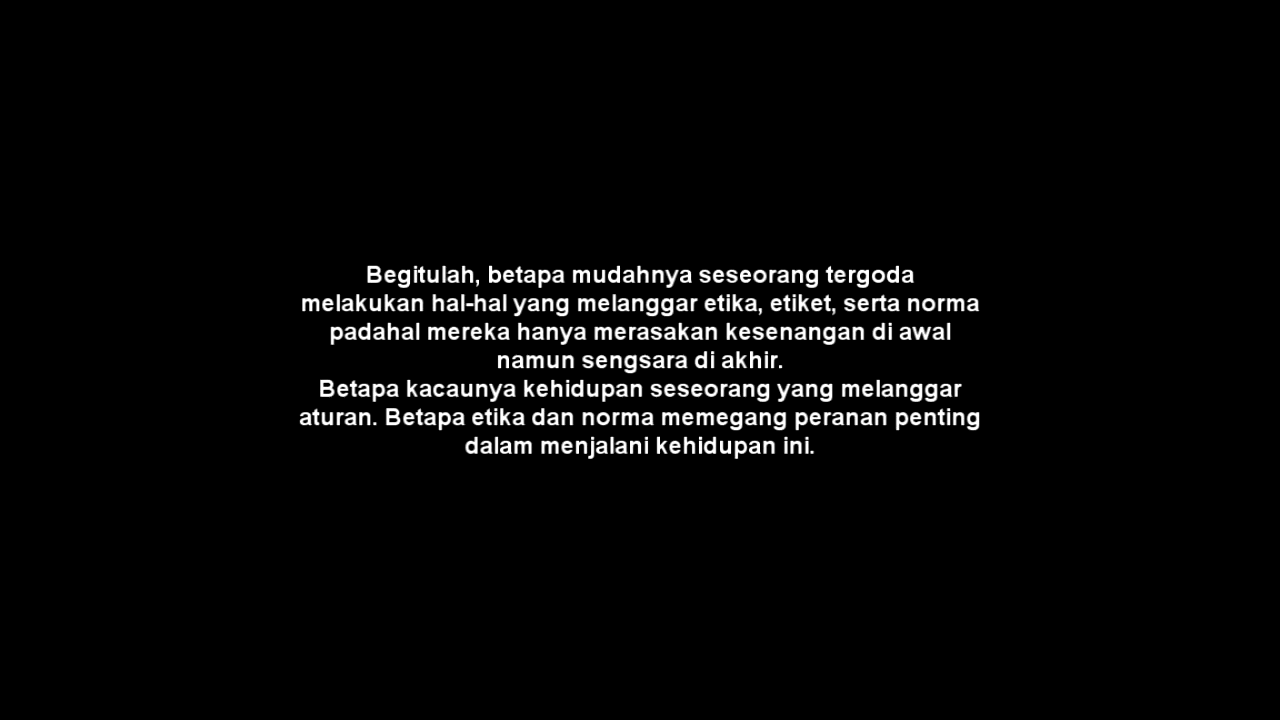 Begitulah, betapa mudahnya seseorang tergoda
melakukan hal-hal yang melanggar etika, etiket, serta norma
padahal mereka hanya merasakan kesenangan di awal
namun sengsara di akhir.
Betapa kacaunya kehidupan seseorang yang melanggar
aturan. Betapa etika dan norma memegang peranan penting
dalam menjalani kehidupan ini.